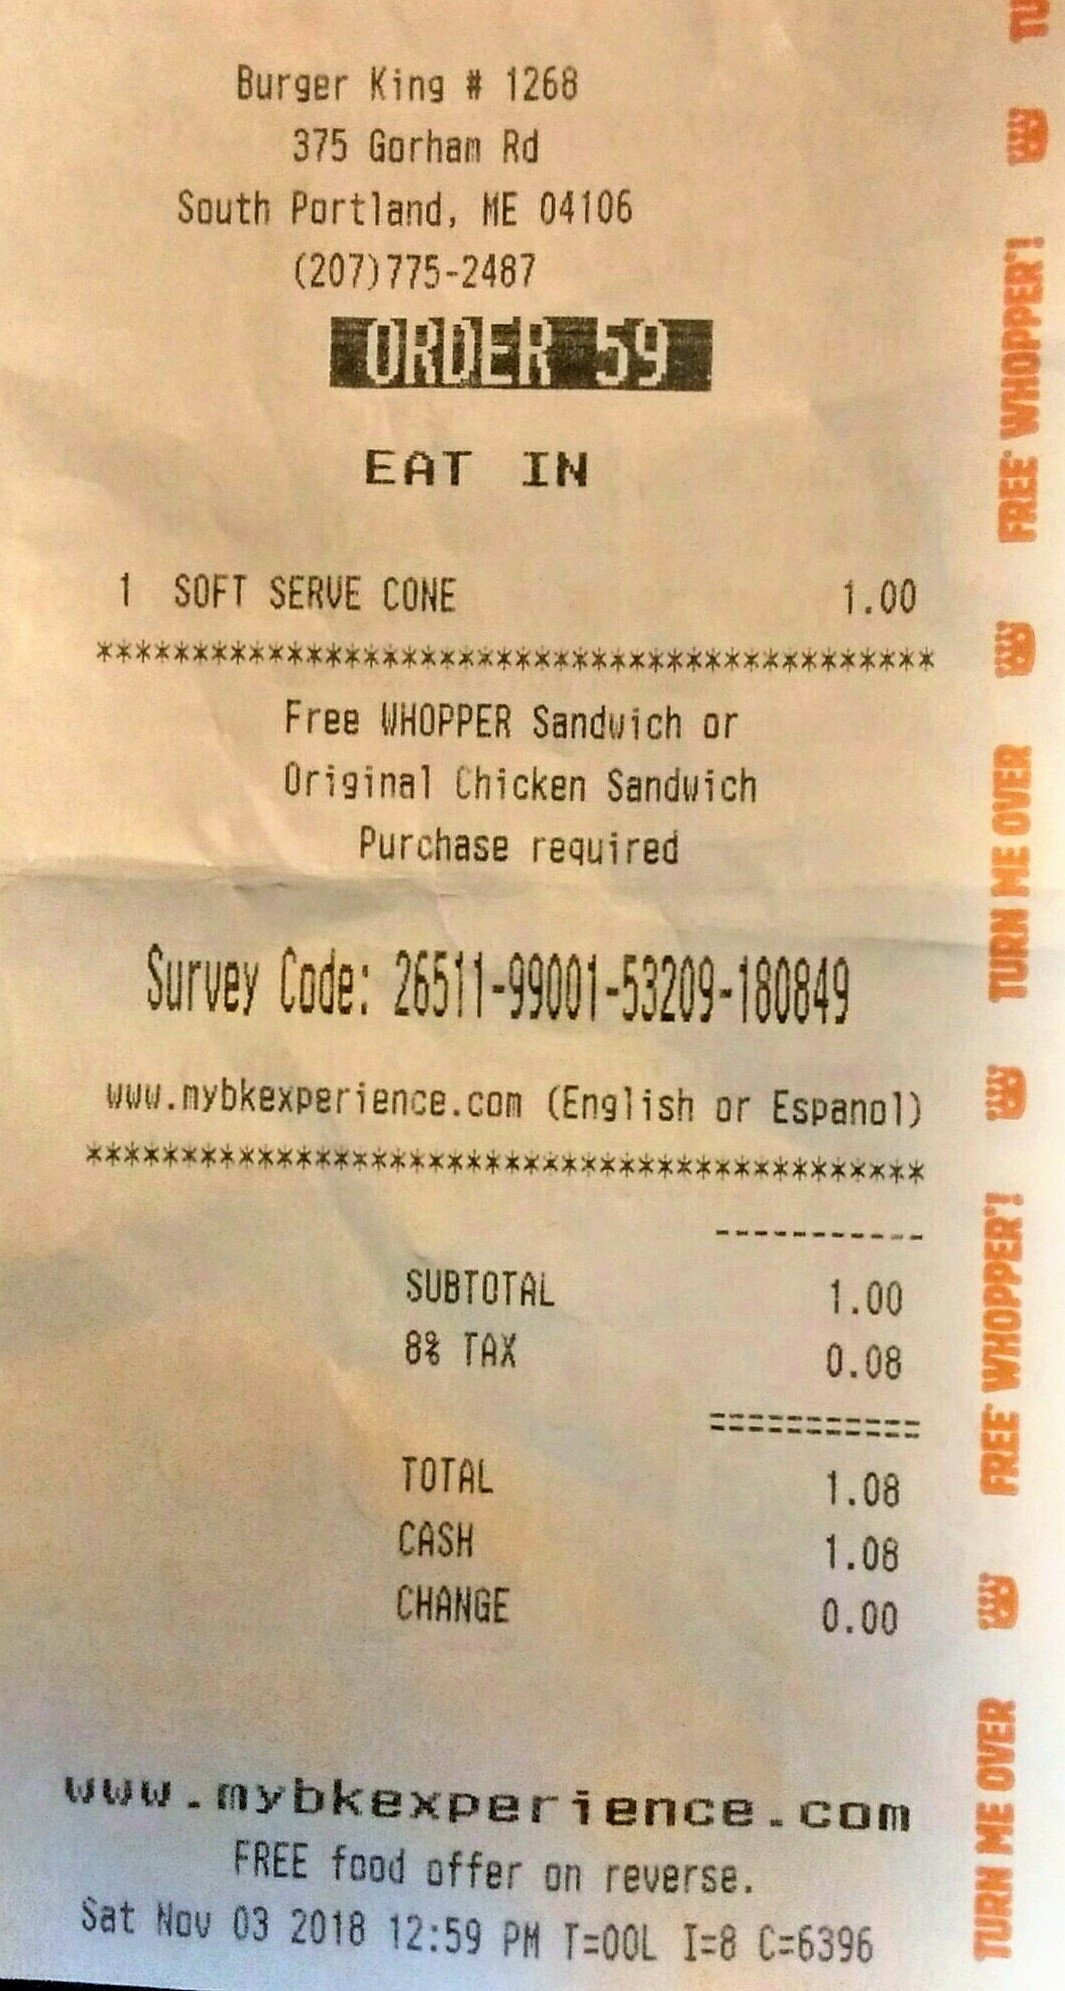 Burger King # 1268
375 Gorham Rd
South Portland, ME 04106
(207)775-2487
ORDER 59
EAT IN
1 SOFT SERVE CONE 1.00
********************************************
Free WHOPPER Sandwich or
Original Chicken Sandwich
Purchase required
Survey Code: 26511-99001-53209-180849
www.mybkexperience.com (English or Espanol)
********************************************
-----------
SUBTOTAL 1.00
8% TAX 0.08
===========
TOTAL 1.08
CASH 1.08
CHANGE 0.00
www.mybkexperience.com
FREE food offer on reverse.
Sat Nov 03 2018 12:59 PM T=OOL I=8 C=6396
TURN ME OVER
FREE WHOPPER®!
TURN ME OVER
FREE WHOPPER®!
TU